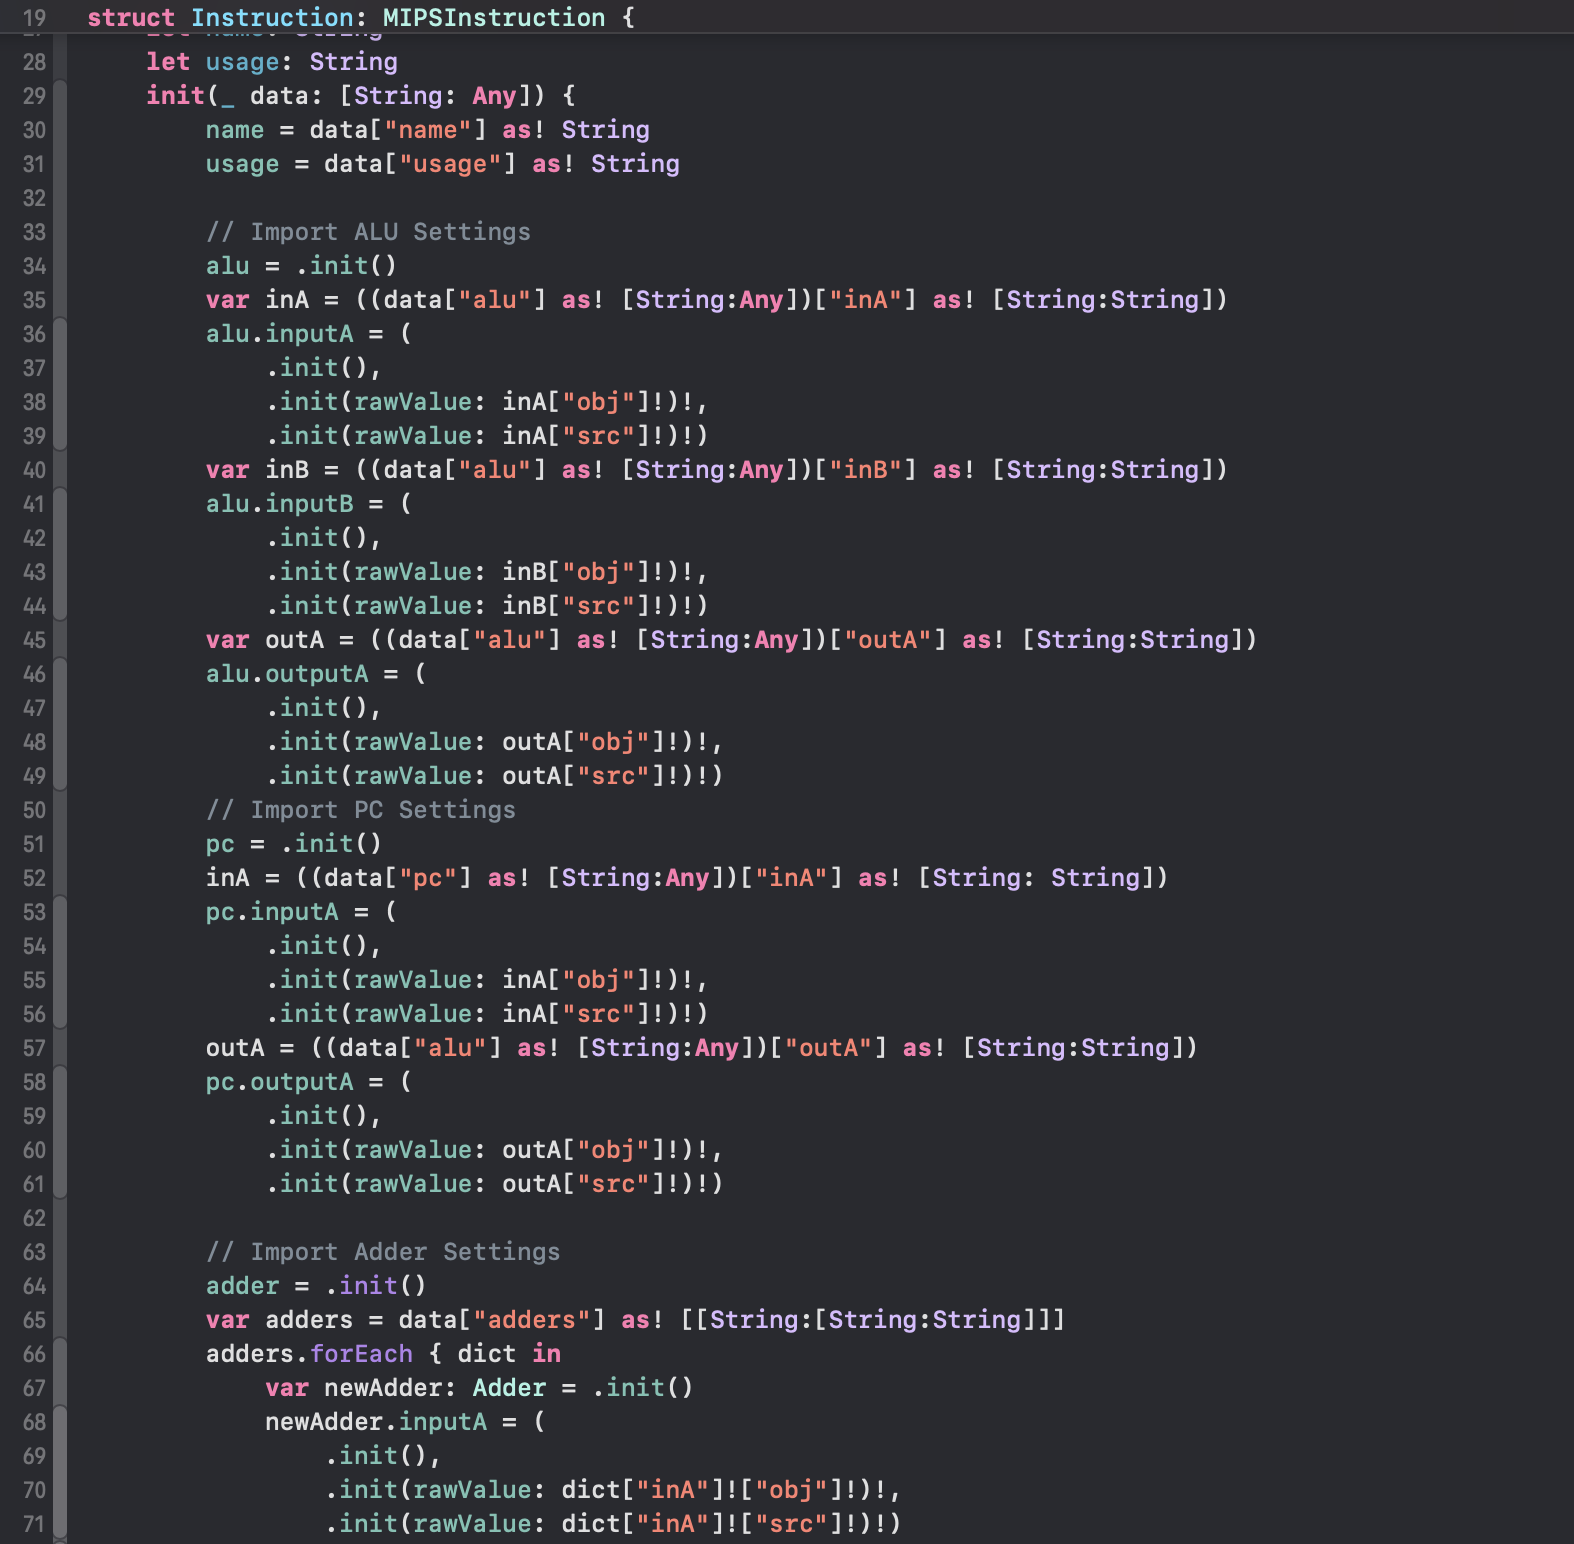 19 struct Instruction: MIPSInstruction {
28 let usage: String
29 init(_ data: [String: Any]) {
30 name = data["name"] as! String
31 usage = data["usage"] as! String
32
33 // Import ALU Settings
34 alu = .init()
35 var inA = ((data["alu"] as! [String:Any])["inA"] as! [String:String])
36 alu.inputA = (
37 .init(),
38 .init(rawValue: inA["obj"]!)!,
39 .init(rawValue: inA["src"]!)!)
40 var inB = ((data["alu"] as! [String:Any])["inB"] as! [String:String])
41 alu.inputB = (
42 .init(),
43 .init(rawValue: inB["obj"]!)!,
44 .init(rawValue: inB["src"]!)!)
45 var outA = ((data["alu"] as! [String:Any])["outA"] as! [String:String])
46 alu.outputA = (
47 .init(),
48 .init(rawValue: outA["obj"]!)!,
49 .init(rawValue: outA["src"]!)!)
50 // Import PC Settings
51 pc = .init()
52 inA = ((data["pc"] as! [String:Any])["inA"] as! [String: String])
53 pc.inputA = (
54 .init(),
55 .init(rawValue: inA["obj"]!)!,
56 .init(rawValue: inA["src"]!)!)
57 outA = ((data["alu"] as! [String:Any])["outA"] as! [String:String])
58 pc.outputA = (
59 .init(),
60 .init(rawValue: outA["obj"]!)!,
61 .init(rawValue: outA["src"]!)!)
62
63 // Import Adder Settings
64 adder = .init()
65 var adders = data["adders"] as! [[String:[String:String]]]
66 adders.forEach { dict in
67 var newAdder: Adder = .init()
68 newAdder.inputA = (
69 .init(),
70 .init(rawValue: dict["inA"]!["obj"]!)!,
71 .init(rawValue: dict["inA"]!["src"]!)!)